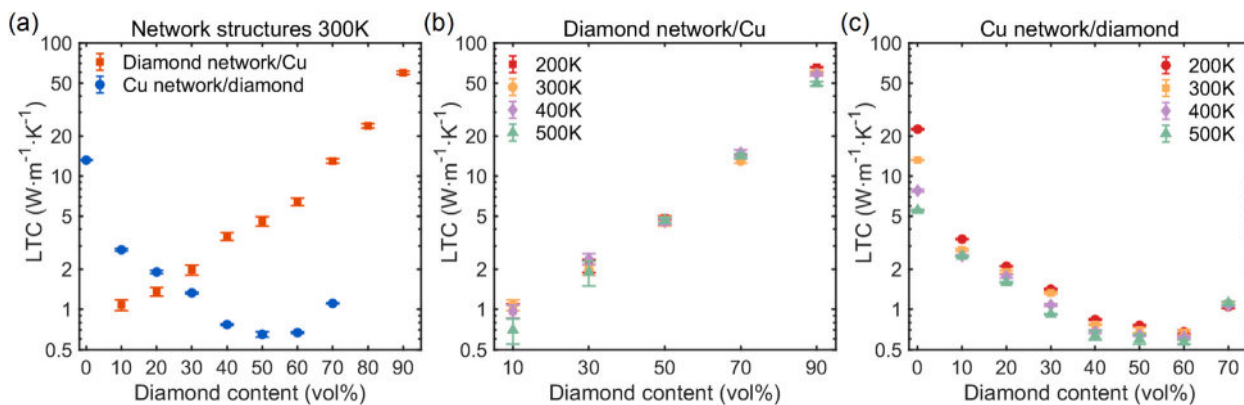 (a) Network structures 300K
Diamond network/Cu
Cu network/diamond
100
50
20
10
5
2
1
0.5
LTC (W·m⁻¹·K⁻¹)
0 10 20 30 40 50 60 70 80 90
Diamond content (vol%)
(b) Diamond network/Cu
200K
300K
400K
500K
100
50
20
10
5
2
1
0.5
LTC (W·m⁻¹·K⁻¹)
10 30 50 70 90
Diamond content (vol%)
(c) Cu network/diamond
200K
300K
400K
500K
100
50
20
10
5
2
1
0.5
LTC (W·m⁻¹·K⁻¹)
0 10 20 30 40 50 60 70
Diamond content (vol%)